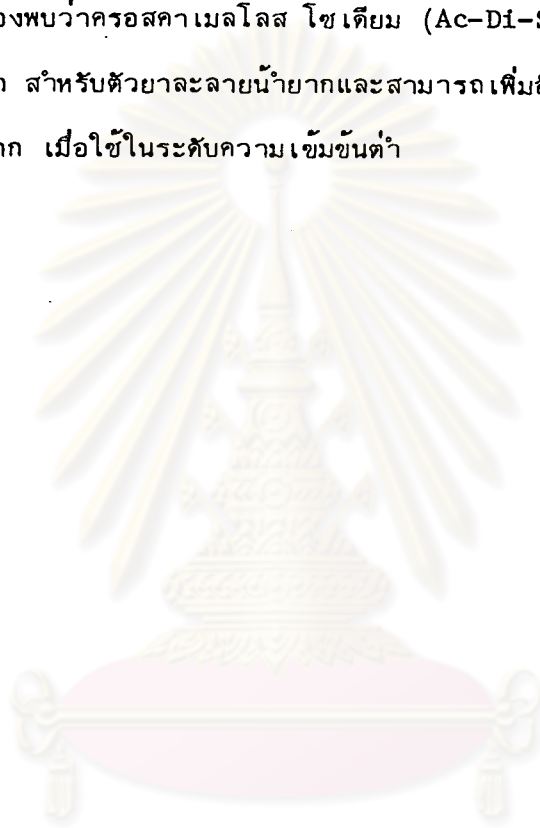 องพบว่าครอสคาเมลโลส โซเดียม (Ac-Di-S
สำหรับตัวยาละลายน้ำยากและสามารถเพิ่ม
าก เมื่อใช้ในระดับความเข้มข้นต่ำ